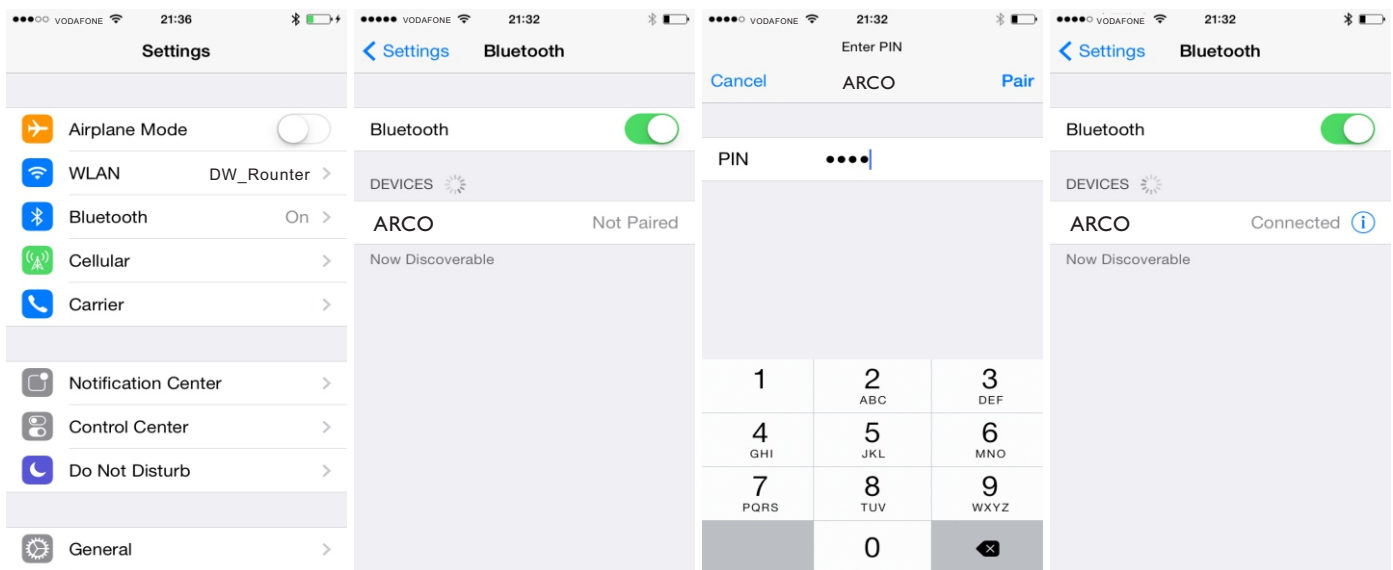 VODAFONE 21:36
Settings
Airplane Mode
WLAN DW_Rounter
Bluetooth On
Cellular
Carrier
Notification Center
Control Center
Do Not Disturb
General
VODAFONE 21:32
Settings Bluetooth
Bluetooth
DEVICES
ARCO Not Paired
Now Discoverable
VODAFONE 21:32
Enter PIN
Cancel ARCO Pair
PIN ••••
1 2 3
ABC DEF
4 5 6
GHI JKL MNO
7 8 9
PQRS TUV WXYZ
0
VODAFONE 21:32
Settings Bluetooth
Bluetooth
DEVICES
ARCO Connected i
Now Discoverable